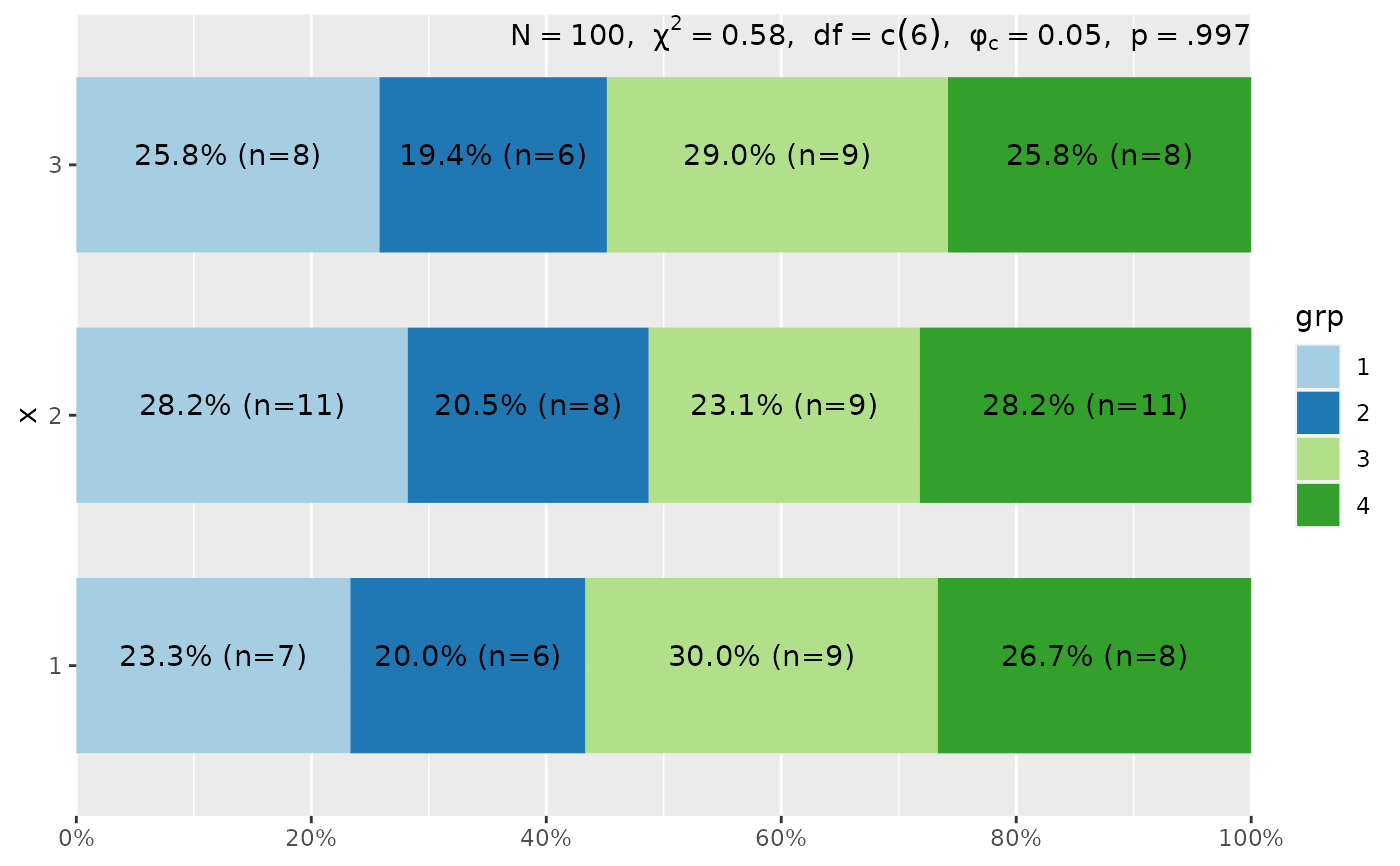 N = 100, χ² = 0.58, df = c(6), φc = 0.05, p = .997
3
25.8% (n=8) 19.4% (n=6) 29.0% (n=9) 25.8% (n=8)
x
2
28.2% (n=11) 20.5% (n=8) 23.1% (n=9) 28.2% (n=11)
1
23.3% (n=7) 20.0% (n=6) 30.0% (n=9) 26.7% (n=8)
0% 20% 40% 60% 80% 100%
grp
1
2
3
4